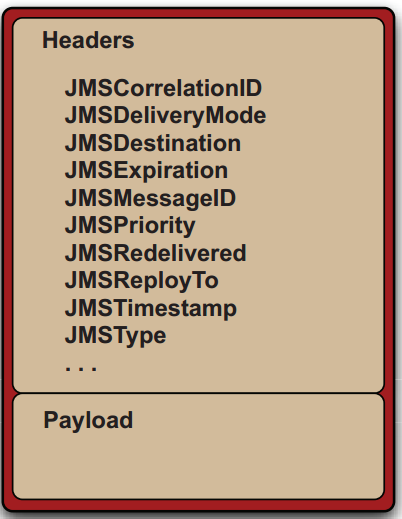 Headers
JMSCorrelationID
JMSDeliveryMode
JMSDestination
JMSExpiration
JMSMessageID
JMSPriority
JMSRedelivered
JMSReployTo
JMSTimestamp
JMSType
. . .
Payload